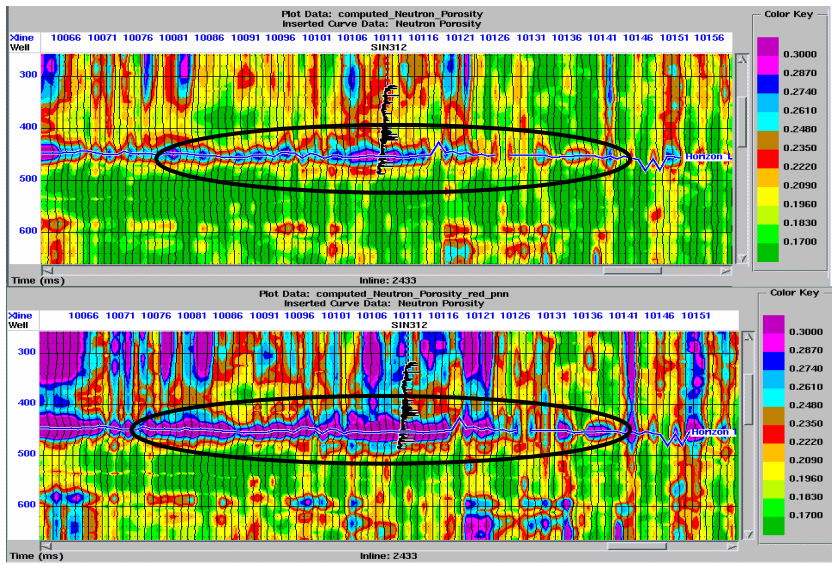 Plot Data: computed_Neutron_Porosity
Inserted Curve Data: Neutron Porosity
Color Key
Xline 10066 10071 10076 10081 10086 10091 10096 10101 10106 10111 10116 10121 10126 10131 10136 10141 10146 10151 10156
Well SIN312
300
400
500
600
Horizon
0.3000
0.2870
0.2740
0.2610
0.2480
0.2350
0.2220
0.2090
0.1960
0.1830
0.1700
Time (ms) Inline: 2433
Plot Data: computed_Neutron_Porosity_red_pnn
Inserted Curve Data: Neutron Porosity
Color Key
Xline 10066 10071 10076 10081 10086 10091 10096 10101 10106 10111 10116 10121 10126 10131 10136 10141 10146 10151
Well SIN312
300
400
500
600
Horizon
0.3000
0.2870
0.2740
0.2610
0.2480
0.2350
0.2220
0.2090
0.1960
0.1830
0.1700
Time (ms) Inline: 2433